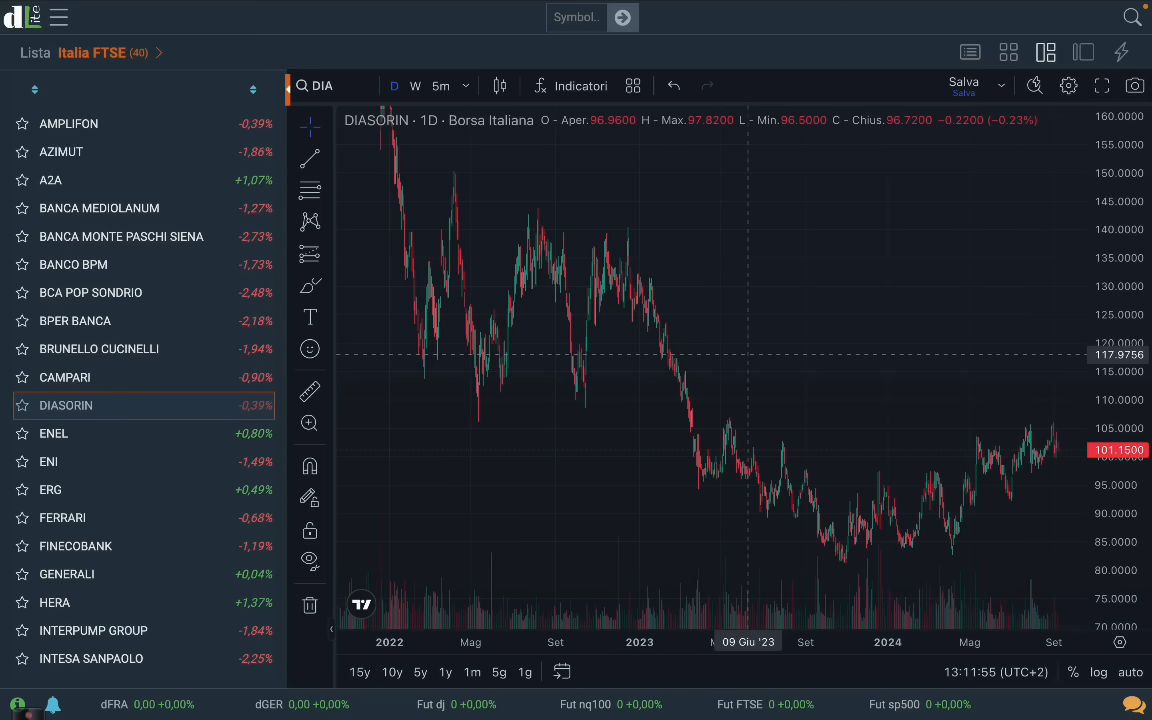 dLite
Symbol..
Lista Italia FTSE (40)
DIA D W 5m Indicatori Salva
Salva
AMPLIFON -0,39%
AZIMUT -1,86%
A2A +1,07%
BANCA MEDIOLANUM -1,27%
BANCA MONTE PASCHI SIENA -2,73%
BANCO BPM -1,73%
BCA POP SONDRIO -2,48%
BPER BANCA -2,18%
BRUNELLO CUCINELLI -1,94%
CAMPARI -0,90%
DIASORIN -0,39%
ENEL +0,80%
ENI -1,49%
ERG +0,49%
FERRARI -0,68%
FINECOBANK -1,19%
GENERALI +0,04%
HERA +1,37%
INTERPUMP GROUP -1,84%
INTESA SANPAOLO -2,25%
DIASORIN · 1D · Borsa Italiana O - Aper.96.9600 H - Max.97.8200 L - Min.96.5000 C - Chius.96.7200 −0.2200 (−0.23%)
160.0000
155.0000
150.0000
145.0000
140.0000
135.0000
130.0000
125.0000
120.0000
117.9756
115.0000
110.0000
105.0000
101.1500
95.0000
90.0000
85.0000
80.0000
75.0000
70.0000
2022 Mag Set 2023 09 Giu '23 Set 2024 Mag Set
15y 10y 5y 1y 1m 5g 1g 13:11:55 (UTC+2) % log auto
dFRA 0,00 +0,00% dGER 0,00 +0,00% Fut dj 0 +0,00% Fut nq100 0 +0,00% Fut FTSE 0 +0,00% Fut sp500 0 +0,00%